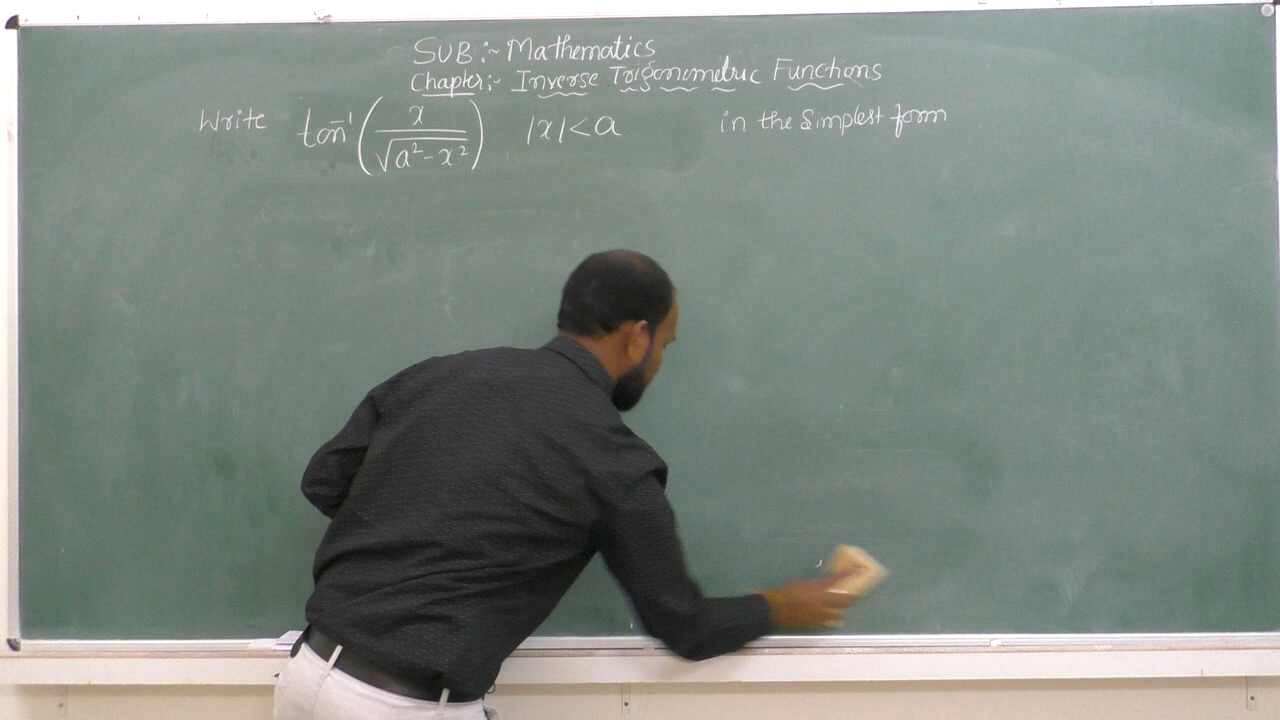 SUB:- Mathematics
Chapter:- Inverse Trigonometric Functions
Write tan⁻¹(x/√(a²-x²)) |x|<a in the Simplest form